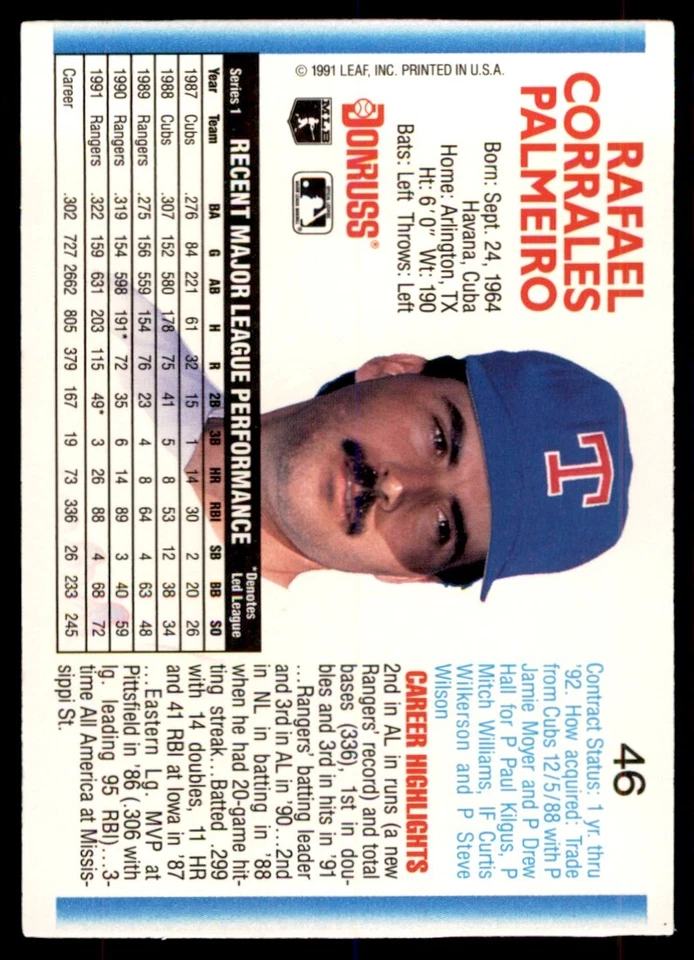 RAFAEL
CORRALES
PALMEIRO
Born: Sept. 24, 1964
Havana, Cuba
Home: Arlington, TX
Ht: 6'0" Wt: 190
Bats: Left Throws: Left
DONRUSS®
MLB
© 1991 LEAF, INC. PRINTED IN U.S.A.
T
46
Contract Status: 1 yr. thru
'92. How acquired: Trade
from Cubs 12/5/88 with P
Jamie Moyer and P Drew
Hall for P Paul Kilgus, P
Mitch Williams, IF Curtis
Wilkerson and P Steve
Wilson
CAREER HIGHLIGHTS
2nd in AL in runs (a new
Rangers' record) and total
bases (336), 1st in dou-
bles and 3rd in hits in '91
...Rangers' batting leader
and 3rd in AL in '90...2nd
in NL in batting in '88
when he had 20-game hit-
ting streak...Batted .299
with 14 doubles, 11 HR
and 41 RBI at Iowa in '87
...Eastern Lg. MVP at
Pittsfield in '86 (.306 with
lg. leading 95 RBI)...3-
time All America at Missis-
sippi St.
Series 1 RECENT MAJOR LEAGUE PERFORMANCE *Denotes
Led League
Year Team BA G AB H R 2B 3B HR RBI SB BB SO
1987 Cubs .276 84 221 61 32 15 1 14 30 2 20 26
1988 Cubs .307 152 580 178 75 41 5 8 53 12 38 34
1989 Rangers .275 156 559 154 76 23 4 8 64 4 63 48
1990 Rangers .319 154 598 191* 72 35 6 14 89 3 40 59
1991 Rangers .322 159 631 203 115 49* 3 26 88 4 68 72
Career .302 727 2662 805 379 167 19 73 336 26 233 245